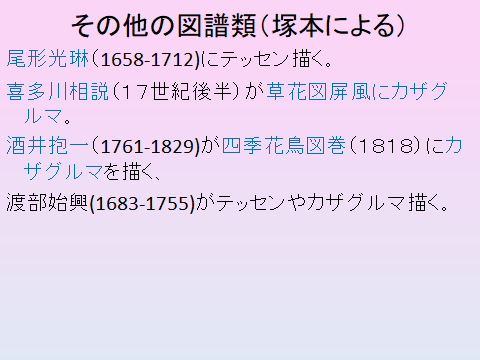 その他の図譜類（塚本による）
尾形光琳（1658-1712)にテッセン描く。
喜多川相説（１７世紀後半）が草花図屏風にカザグ
ルマ。
酒井抱一（1761-1829)が四季花鳥図巻（１８１８）にカ
ザグルマを描く、
渡部始興(1683-1755)がテッセンやカザグルマ描く。